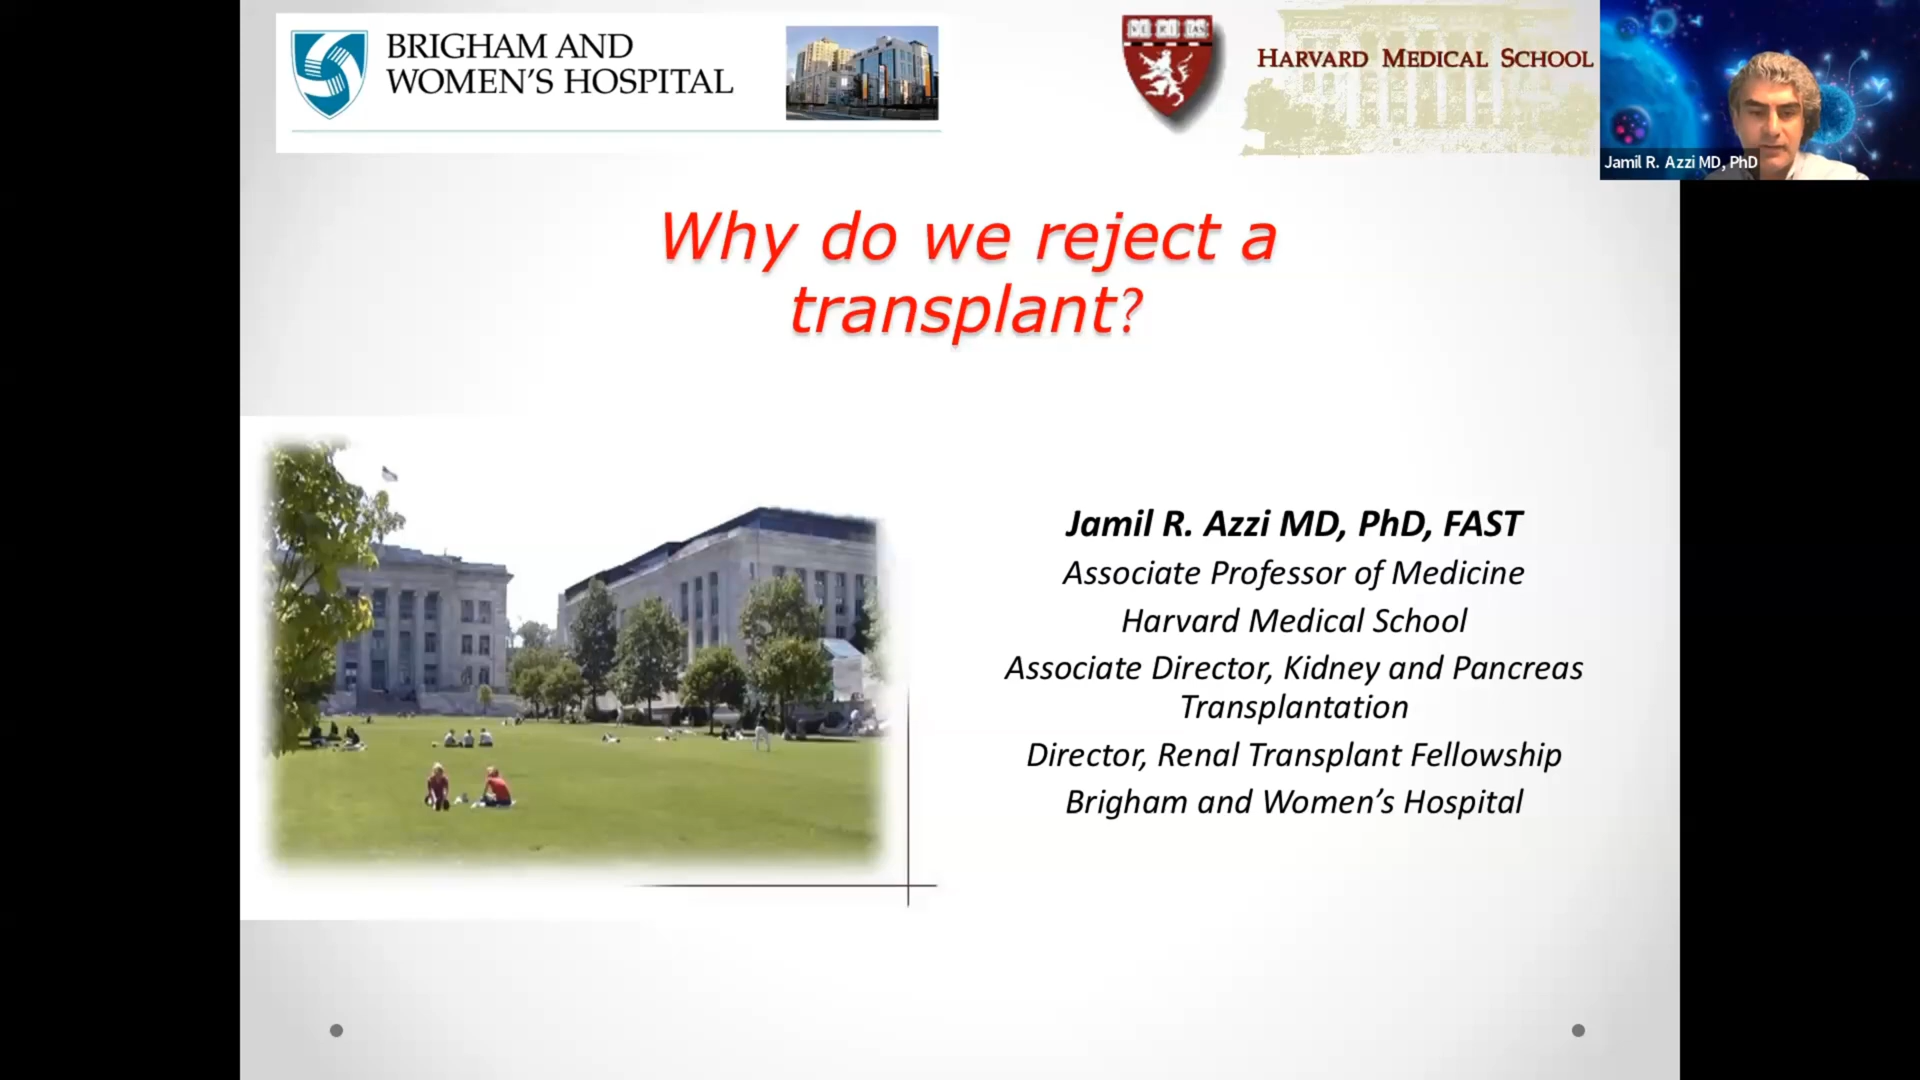 BRIGHAM AND
WOMEN'S HOSPITAL
HARVARD MEDICAL SCHOOL
Jamil R. Azzi MD, PhD
Why do we reject a
transplant?
Jamil R. Azzi MD, PhD, FAST
Associate Professor of Medicine
Harvard Medical School
Associate Director, Kidney and Pancreas
Transplantation
Director, Renal Transplant Fellowship
Brigham and Women's Hospital